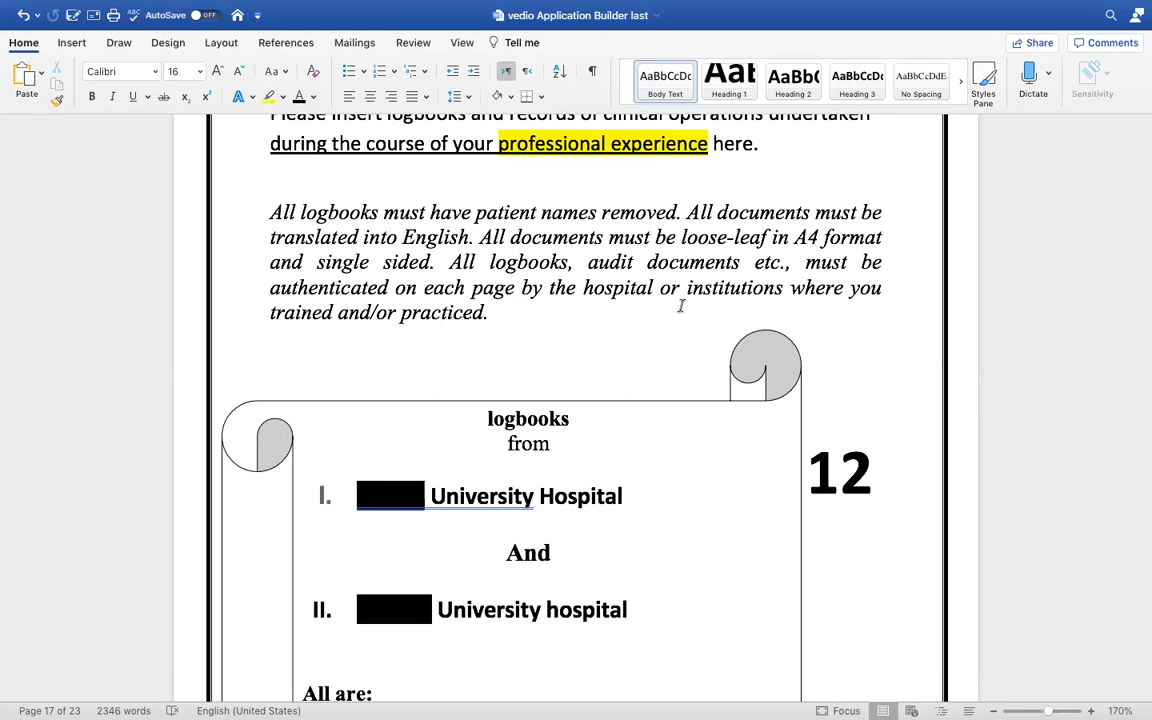 AutoSave OFF
vedio Application Builder last
Home Insert Draw Design Layout References Mailings Review View Tell me
Share Comments
Paste
Calibri 16
Aa
B I U ab x₂ x² A A
AaBbCcDc AaBb AaBbC AaBbCcDc AaBbCcDdE
Body Text Heading 1 Heading 2 Heading 3 No Spacing
Styles Pane
Dictate
Sensitivity
Please insert logbooks and records of clinical operations undertaken
during the course of your professional experience here.
All logbooks must have patient names removed. All documents must be
translated into English. All documents must be loose-leaf in A4 format
and single sided. All logbooks, audit documents etc., must be
authenticated on each page by the hospital or institutions where you
trained and/or practiced.
logbooks
from
12
I. University Hospital
And
II. University hospital
All are:
Page 17 of 23 2346 words English (United States) Focus 170%